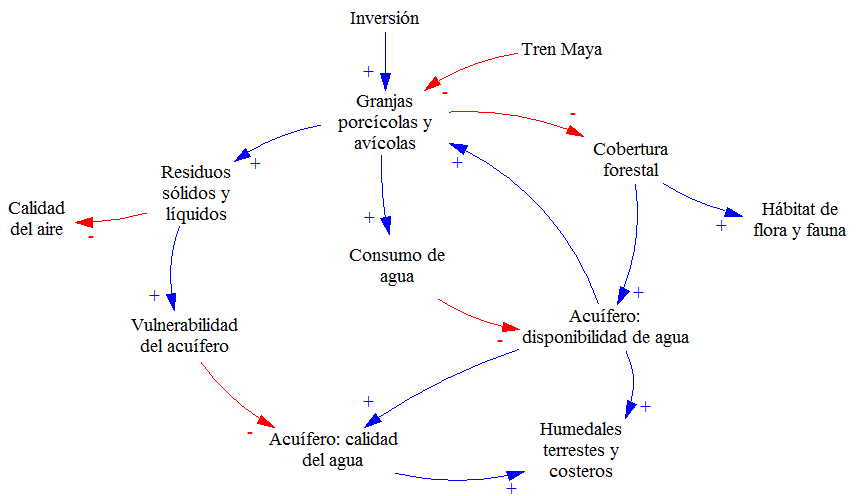 Inversión
Tren Maya
+
-
Granjas
porcícolas y
avícolas
-
+
+
Cobertura
forestal
Residuos
sólidos y
líquidos
Calidad
del aire
-
+
+
Hábitat de
flora y fauna
Consumo de
agua
+
+
Vulnerabilidad
del acuífero
-
Acuífero:
disponibilidad de agua
+
+
-
Acuífero: calidad
del agua
Humedales
terrestes y
costeros
+